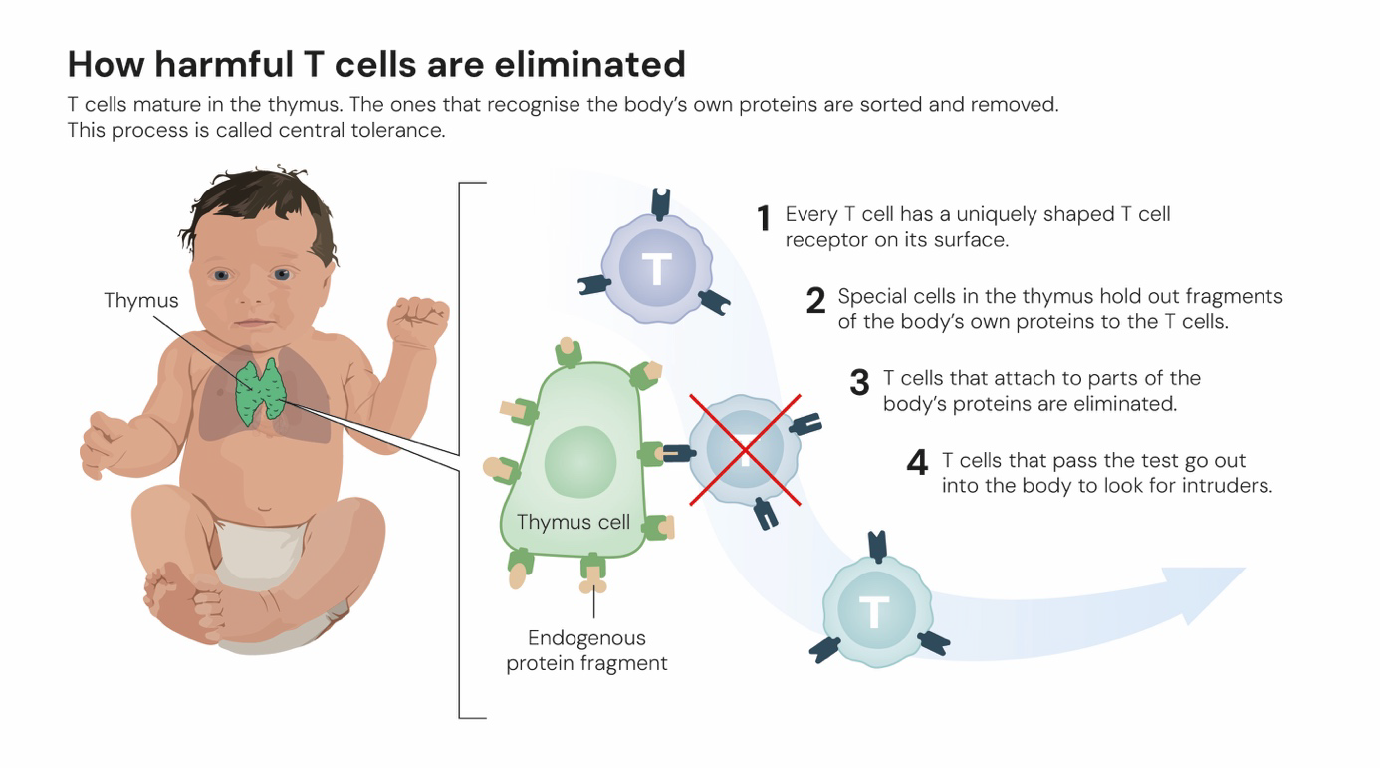 How harmful T cells are eliminated
T cells mature in the thymus. The ones that recognise the body's own proteins are sorted and removed.
This process is called central tolerance.
Thymus
T
1 Every T cell has a uniquely shaped T cell
receptor on its surface.
2 Special cells in the thymus hold out fragments
of the body's own proteins to the T cells.
3 T cells that attach to parts of the
body's proteins are eliminated.
T
4 T cells that pass the test go out
into the body to look for intruders.
Thymus cell
T
Endogenous
protein fragment